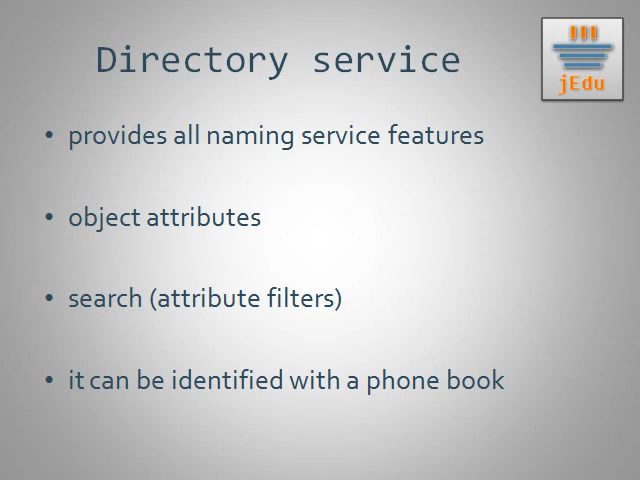 Directory service
!!!
jEdu
• provides all naming service features
• object attributes
• search (attribute filters)
• it can be identified with a phone book